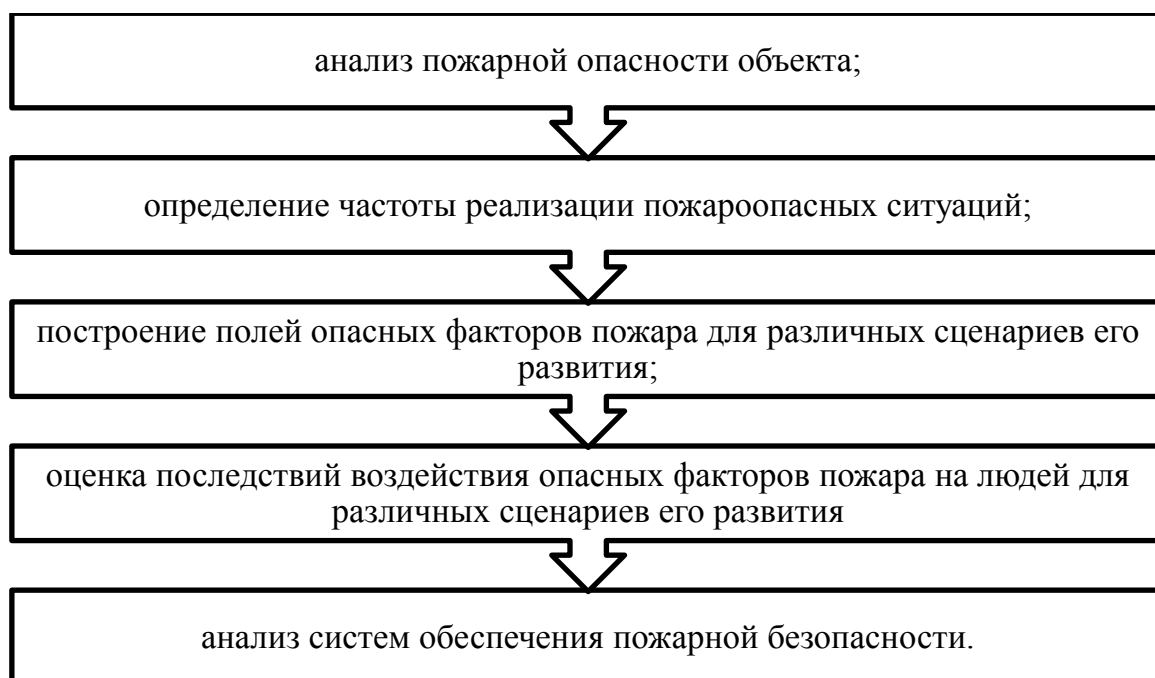 анализ пожарной опасности объекта;
определение частоты реализации пожароопасных ситуаций;
построение полей опасных факторов пожара для различных сценариев его
развития;
оценка последствий воздействия опасных факторов пожара на людей для
различных сценариев его развития
анализ систем обеспечения пожарной безопасности.